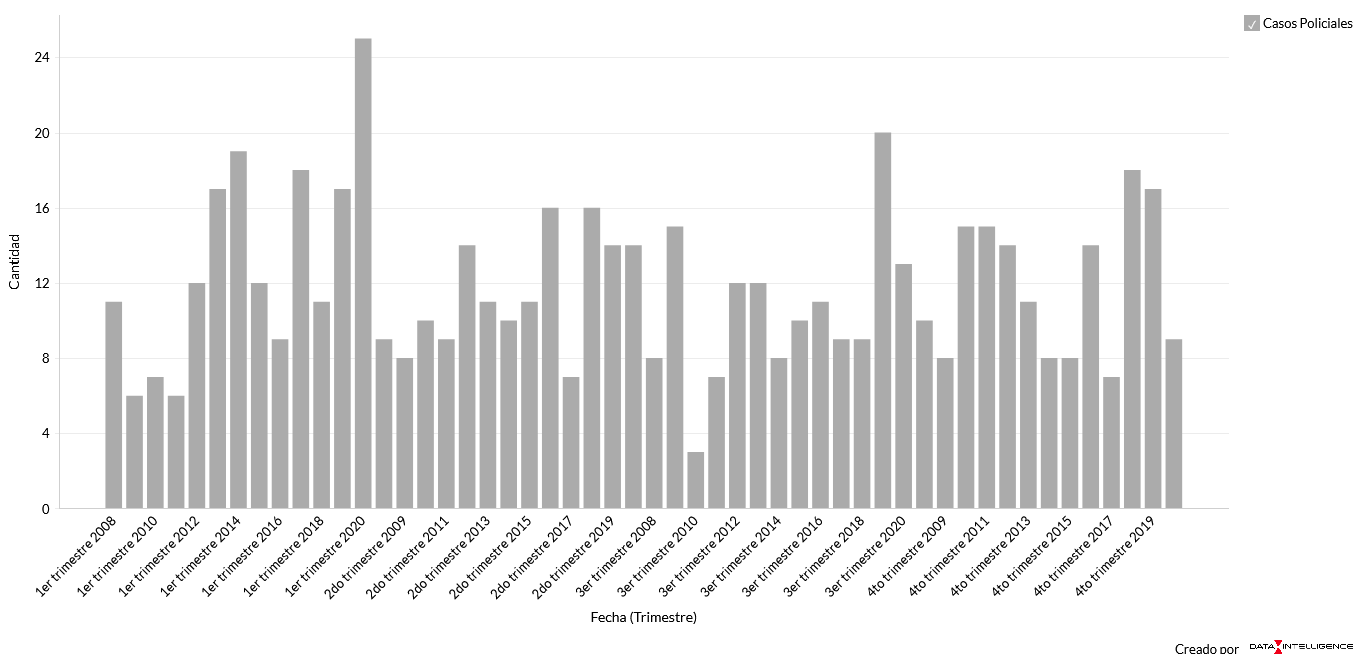 Casos Policiales
24
20
16
12
8
4
0
Cantidad
1er trimestre 2008
1er trimestre 2010
1er trimestre 2012
1er trimestre 2014
1er trimestre 2016
1er trimestre 2018
1er trimestre 2020
2do trimestre 2009
2do trimestre 2011
2do trimestre 2013
2do trimestre 2015
2do trimestre 2017
2do trimestre 2019
3er trimestre 2008
3er trimestre 2010
3er trimestre 2012
3er trimestre 2014
3er trimestre 2016
3er trimestre 2018
3er trimestre 2020
4to trimestre 2009
4to trimestre 2011
4to trimestre 2013
4to trimestre 2015
4to trimestre 2017
4to trimestre 2019
Fecha (Trimestre)
Creado por DATA INTELLIGENCE